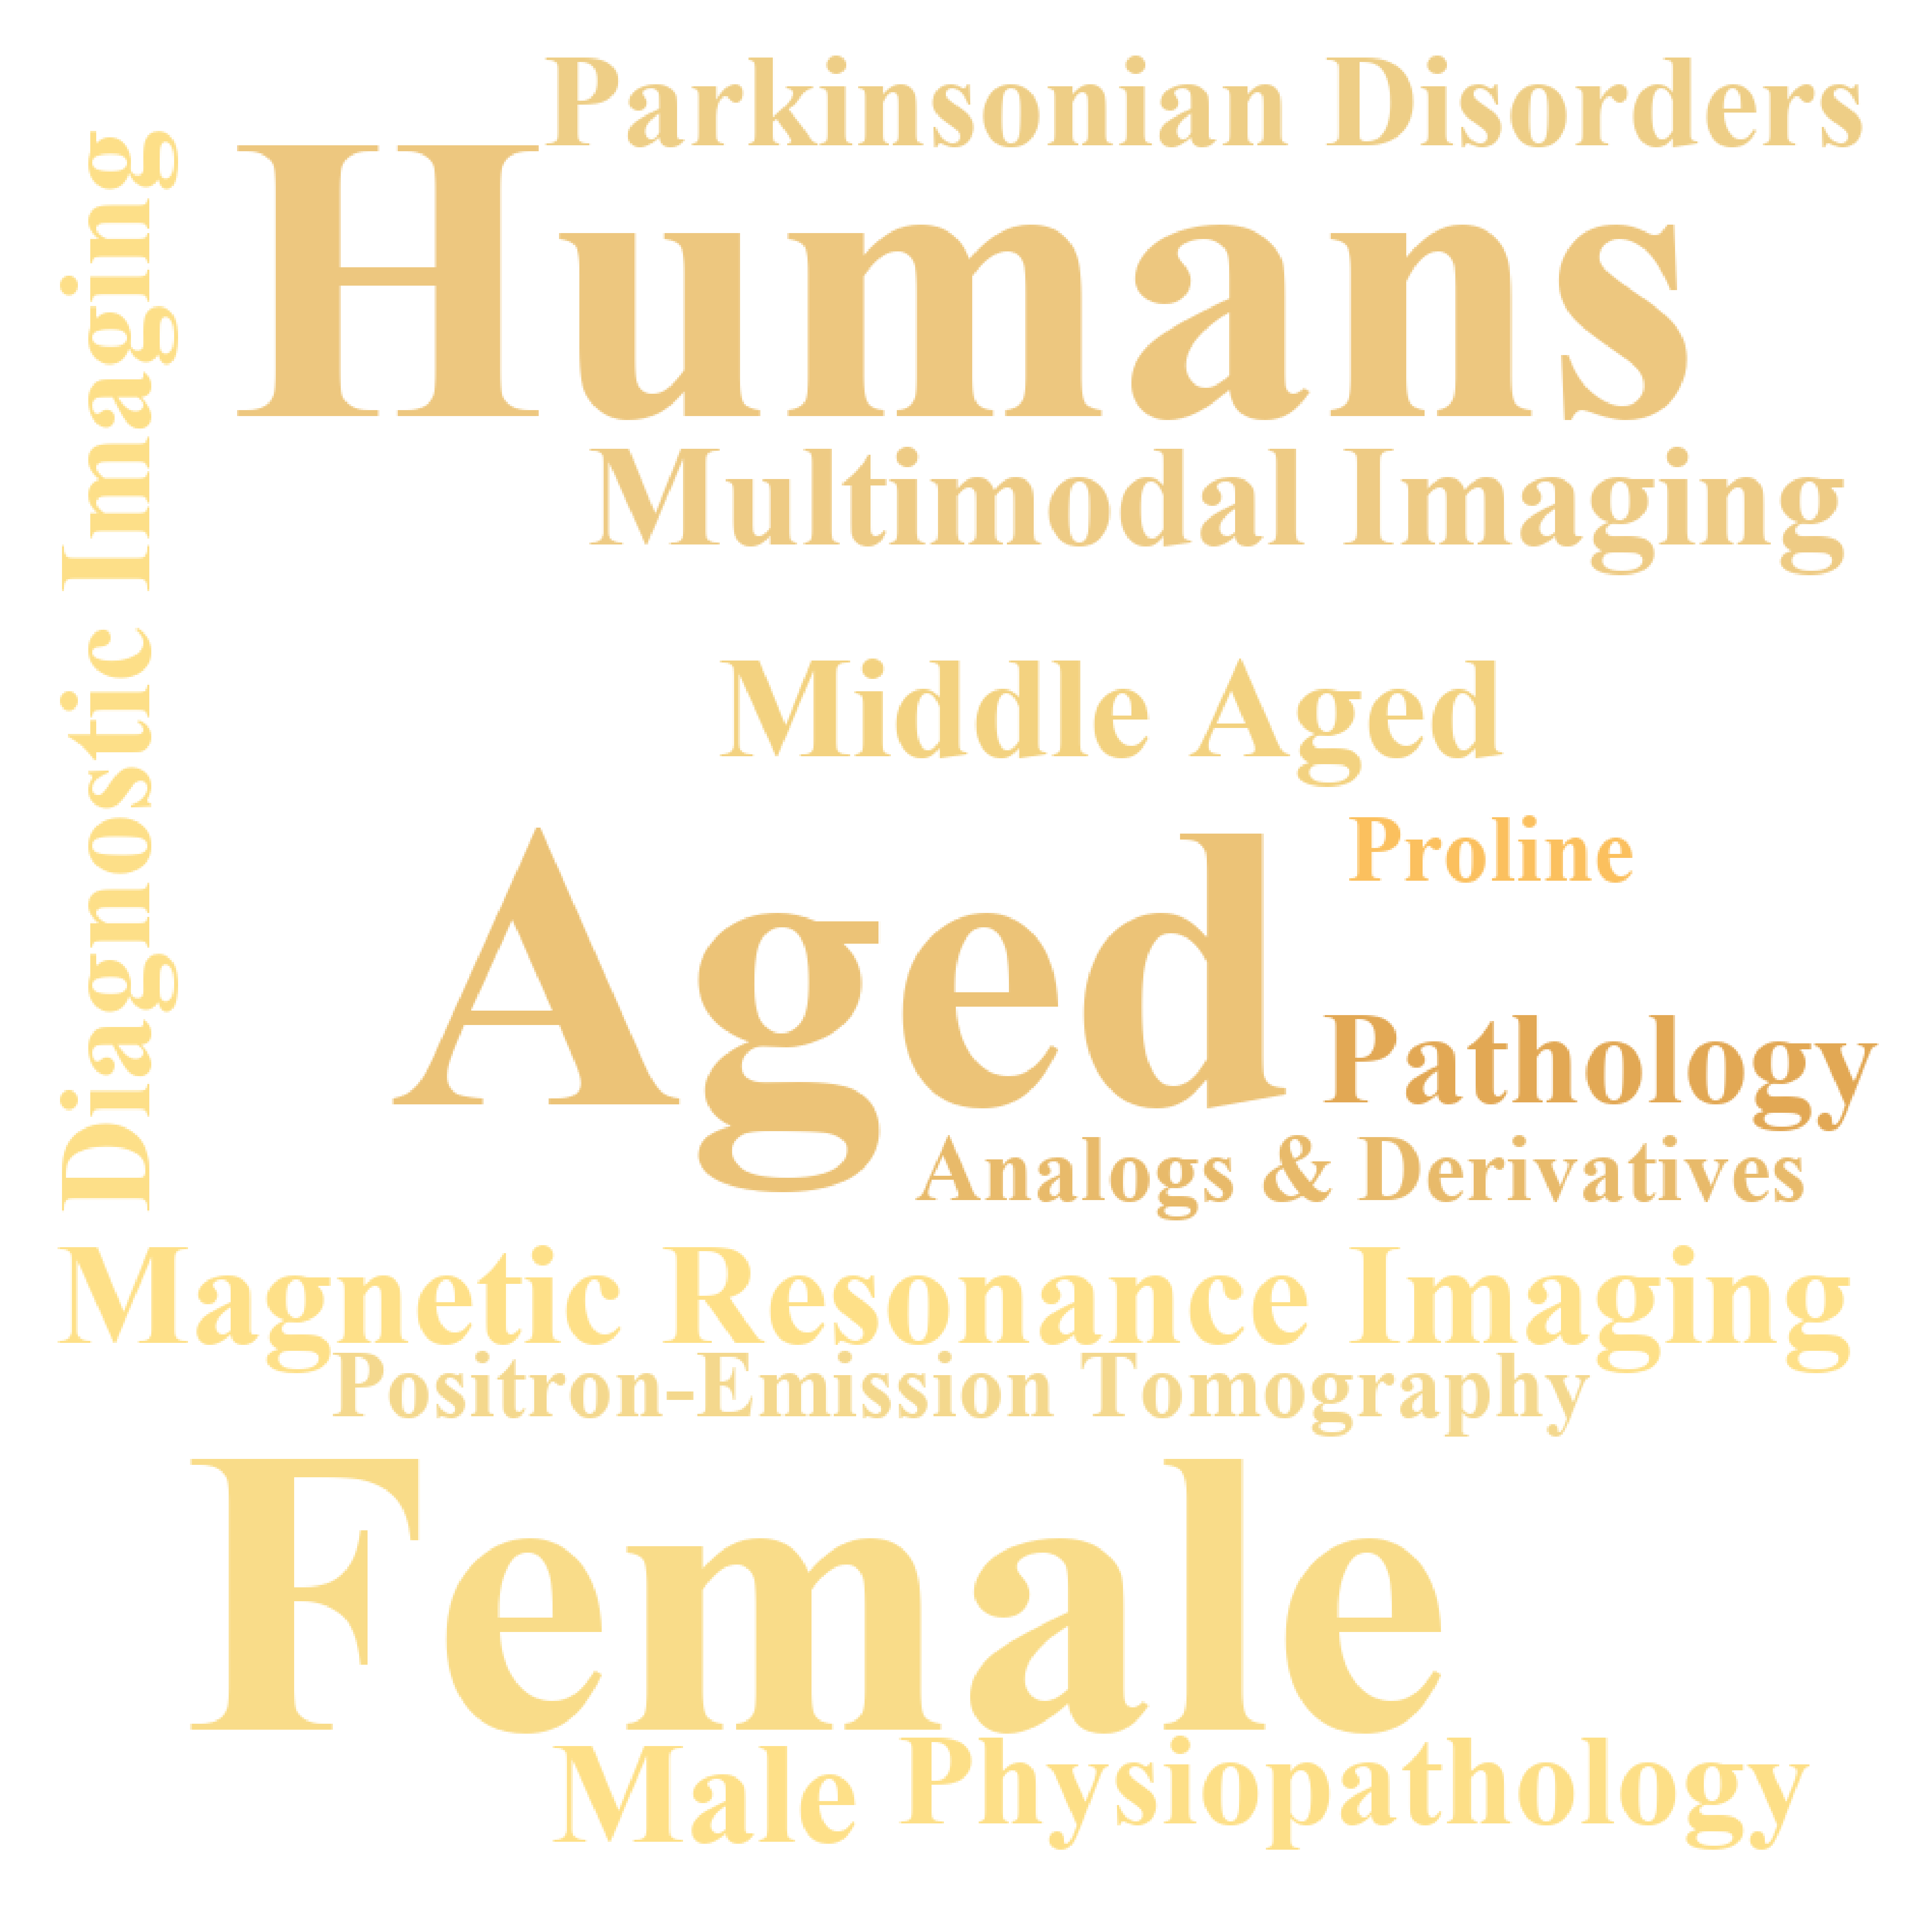 Parkinsonian Disorders
Diagnostic Imaging
Humans
Multimodal Imaging
Middle Aged
Proline
Aged
Pathology
Analogs & Derivatives
Magnetic Resonance Imaging
Positron-Emission Tomography
Female
Male
Physiopathology